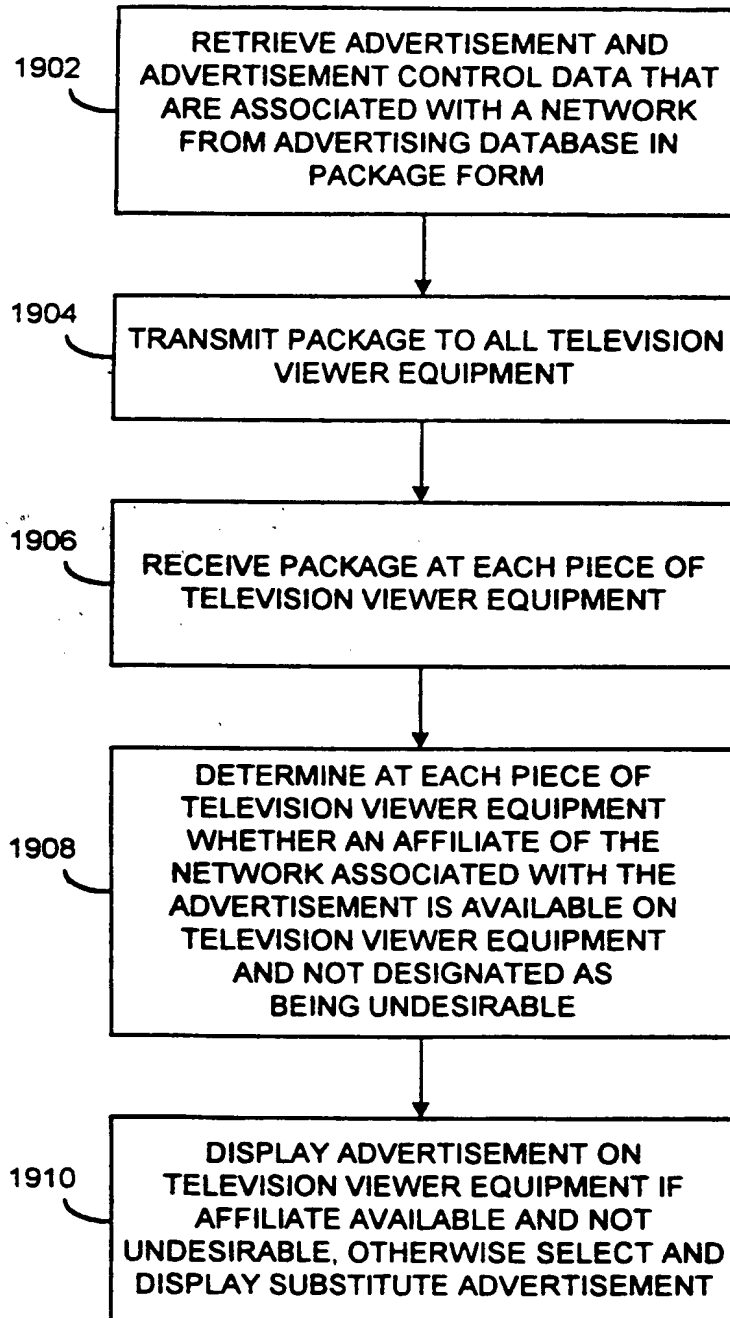 1902
RETRIEVE ADVERTISEMENT AND
ADVERTISEMENT CONTROL DATA THAT
ARE ASSOCIATED WITH A NETWORK
FROM ADVERTISING DATABASE IN
PACKAGE FORM
1904
TRANSMIT PACKAGE TO ALL TELEVISION
VIEWER EQUIPMENT
1906
RECEIVE PACKAGE AT EACH PIECE OF
TELEVISION VIEWER EQUIPMENT
1908
DETERMINE AT EACH PIECE OF
TELEVISION VIEWER EQUIPMENT
WHETHER AN AFFILIATE OF THE
NETWORK ASSOCIATED WITH THE
ADVERTISEMENT IS AVAILABLE ON
TELEVISION VIEWER EQUIPMENT
AND NOT DESIGNATED AS
BEING UNDESIRABLE
1910
DISPLAY ADVERTISEMENT ON
TELEVISION VIEWER EQUIPMENT IF
AFFILIATE AVAILABLE AND NOT
UNDESIRABLE, OTHERWISE SELECT AND
DISPLAY SUBSTITUTE ADVERTISEMENT